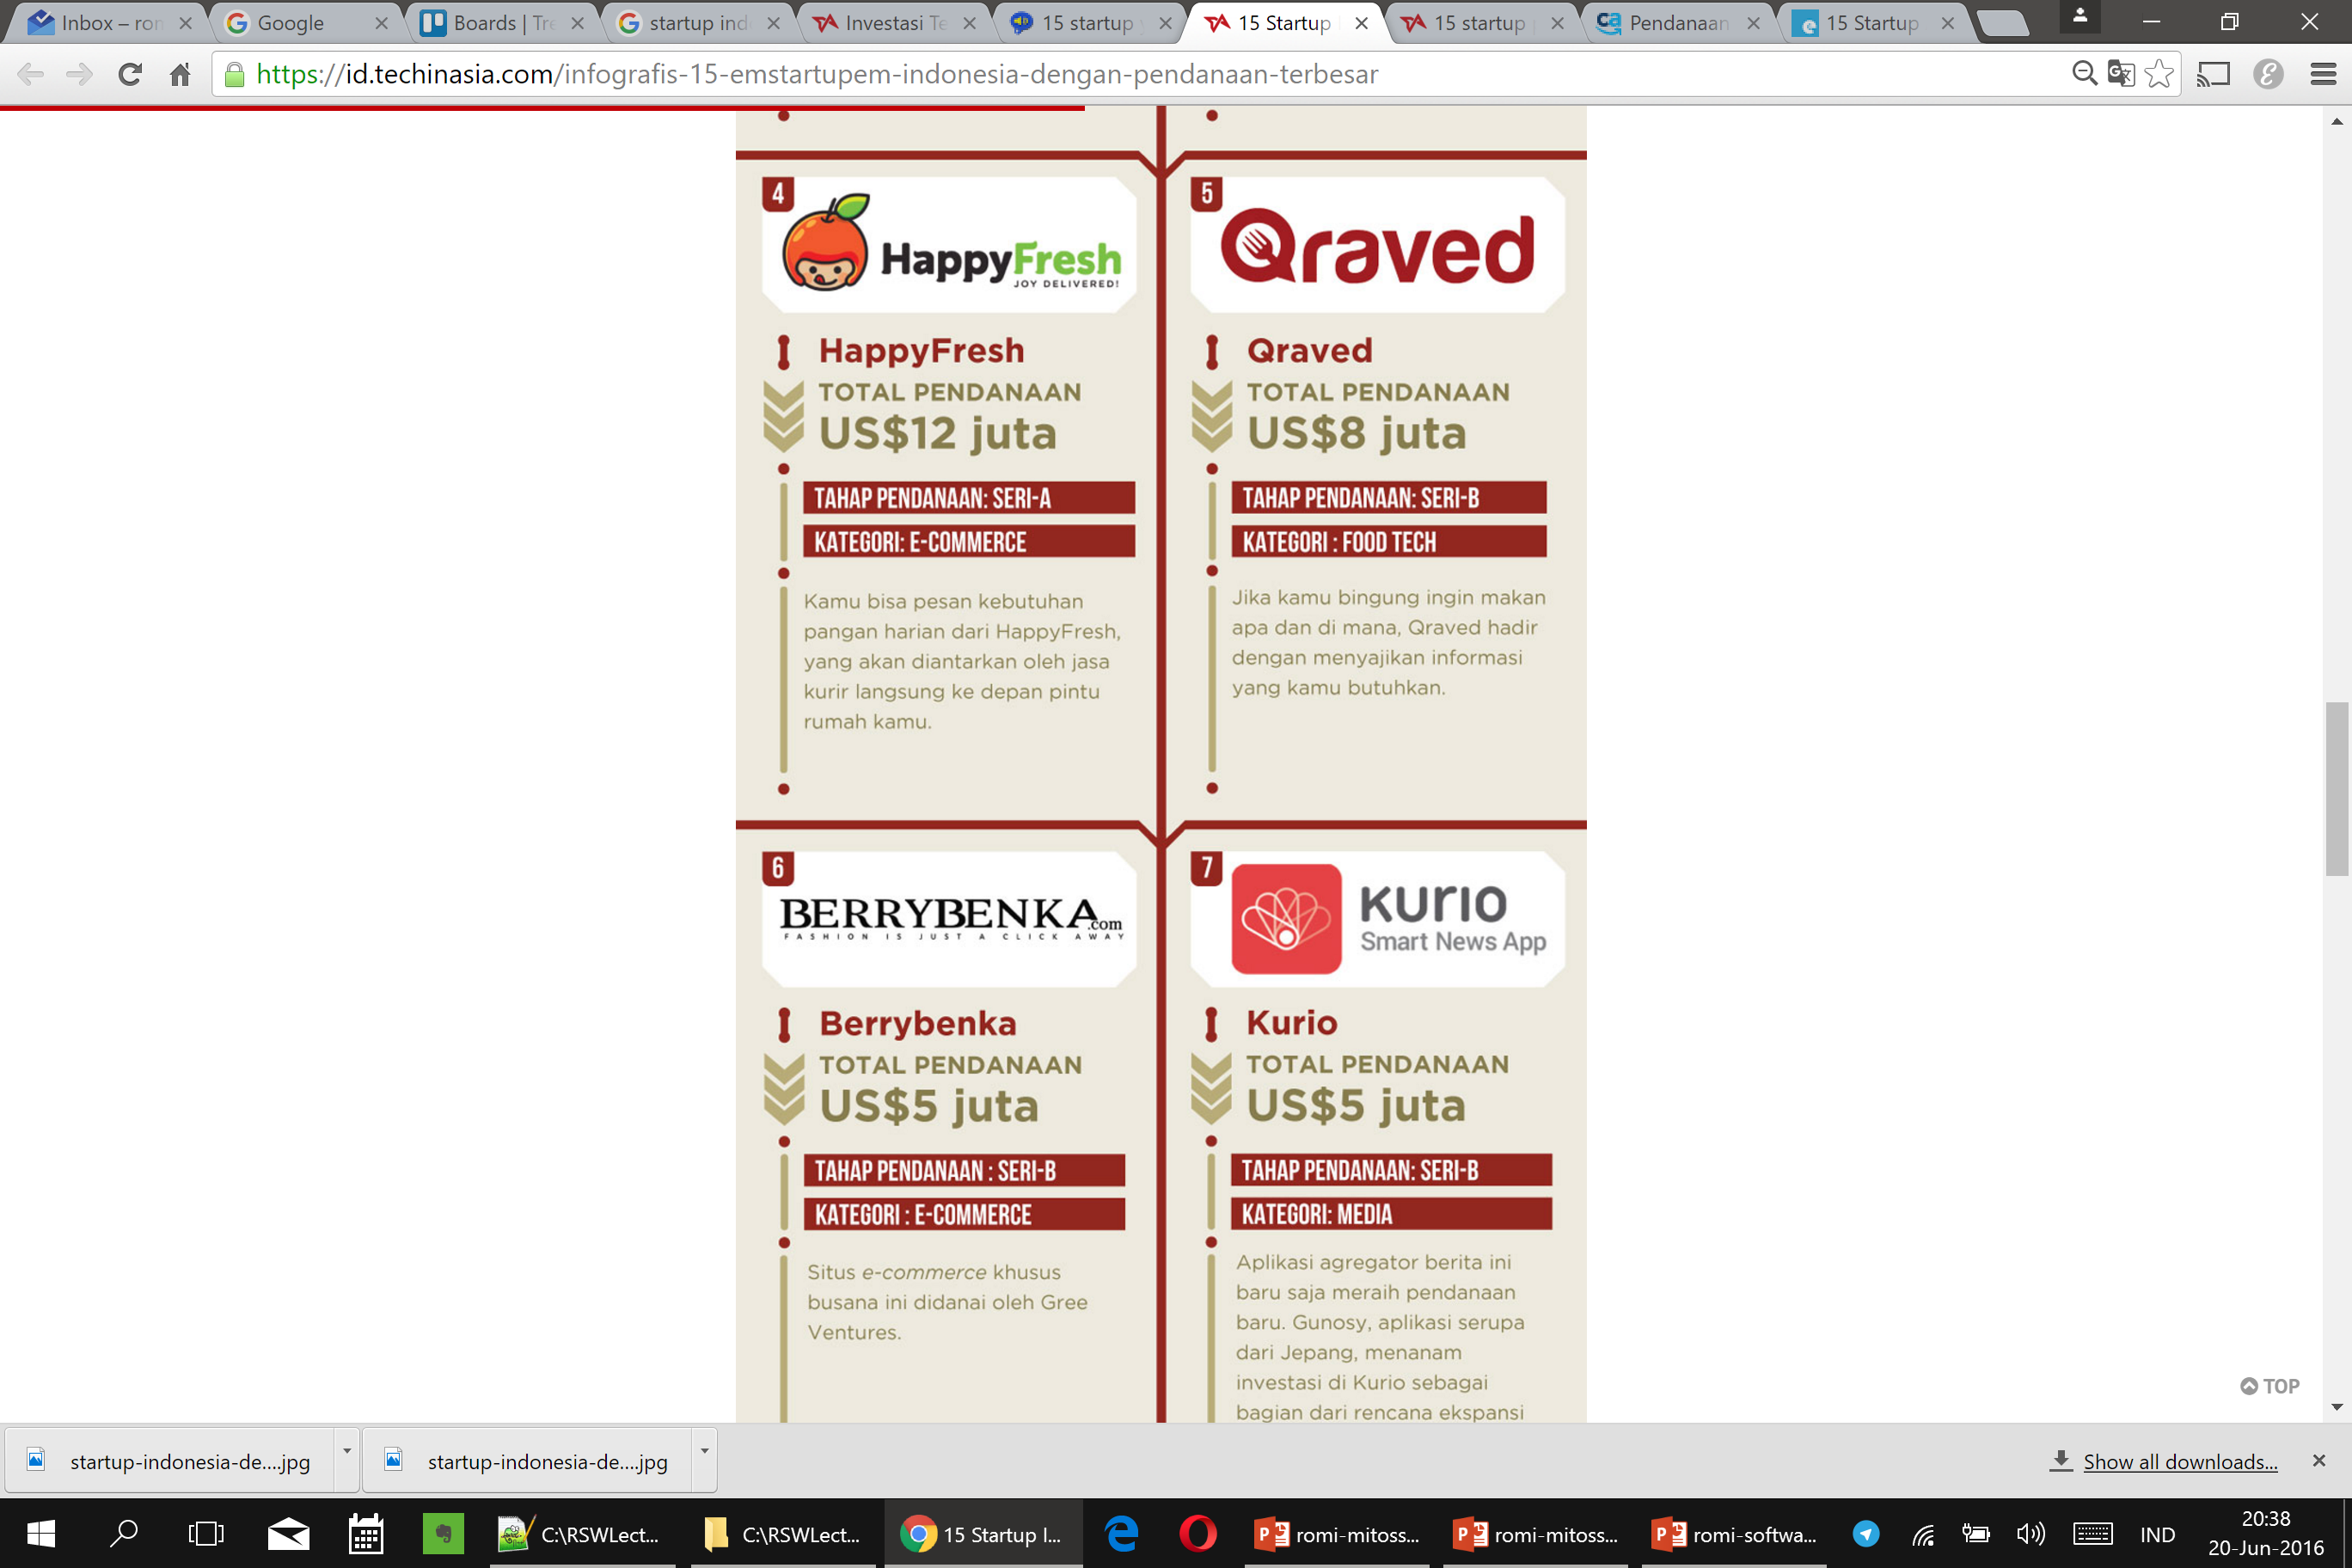 Inbox – ron
Google
Boards | Tre
startup ind
Investasi Te
15 startup y
15 Startup
15 startup
Pendanaan
15 Startup
https://id.techinasia.com/infografis-15-emstartupem-indonesia-dengan-pendanaan-terbesar
4
HappyFresh
JOY DELIVERED!
HappyFresh
TOTAL PENDANAAN
US$12 juta
TAHAP PENDANAAN: SERI-A
KATEGORI: E-COMMERCE
Kamu bisa pesan kebutuhan
pangan harian dari HappyFresh,
yang akan diantarkan oleh jasa
kurir langsung ke depan pintu
rumah kamu.
5
Qraved
Qraved
TOTAL PENDANAAN
US$8 juta
TAHAP PENDANAAN: SERI-B
KATEGORI : FOOD TECH
Jika kamu bingung ingin makan
apa dan di mana, Qraved hadir
dengan menyajikan informasi
yang kamu butuhkan.
6
BERRYBENKA.com
FASHION IS JUST A CLICK AWAY
Berrybenka
TOTAL PENDANAAN
US$5 juta
TAHAP PENDANAAN : SERI-B
KATEGORI : E-COMMERCE
Situs e-commerce khusus
busana ini didanai oleh Gree
Ventures.
7
Kurio
Smart News App
Kurio
TOTAL PENDANAAN
US$5 juta
TAHAP PENDANAAN: SERI-B
KATEGORI: MEDIA
Aplikasi agregator berita ini
baru saja meraih pendanaan
baru. Gunosy, aplikasi serupa
dari Jepang, menanam
investasi di Kurio sebagai
bagian dari rencana ekspansi
TOP
startup-indonesia-de....jpg
startup-indonesia-de....jpg
Show all downloads...
C:\RSWLect...
C:\RSWLect...
15 Startup I...
romi-mitoss...
romi-mitoss...
romi-softwa...
IND
20:38
20-Jun-2016